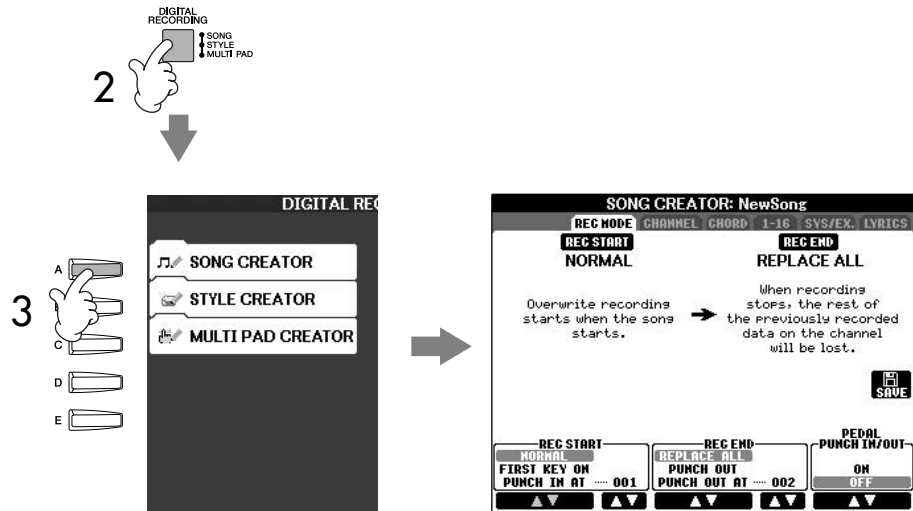 DIGITAL
RECORDING
SONG
STYLE
MULTI PAD
2
3
A
C
D
E
DIGITAL REC
SONG CREATOR
STYLE CREATOR
MULTI PAD CREATOR
SONG CREATOR: NewSong
REC MODE CHANNEL CHORD 1-16 SYS/EX. LYRICS
REC START
NORMAL
Overwrite recording
starts when the song
starts.
REC END
REPLACE ALL
When recording
stops, the rest of
the previously recorded
data on the channel
will be lost.
SAVE
REC START
NORMAL
FIRST KEY ON
PUNCH IN AT ···· 001
REC END
REPLACE ALL
PUNCH OUT
PUNCH OUT AT ···· 002
PEDAL
PUNCH IN/OUT
ON
OFF